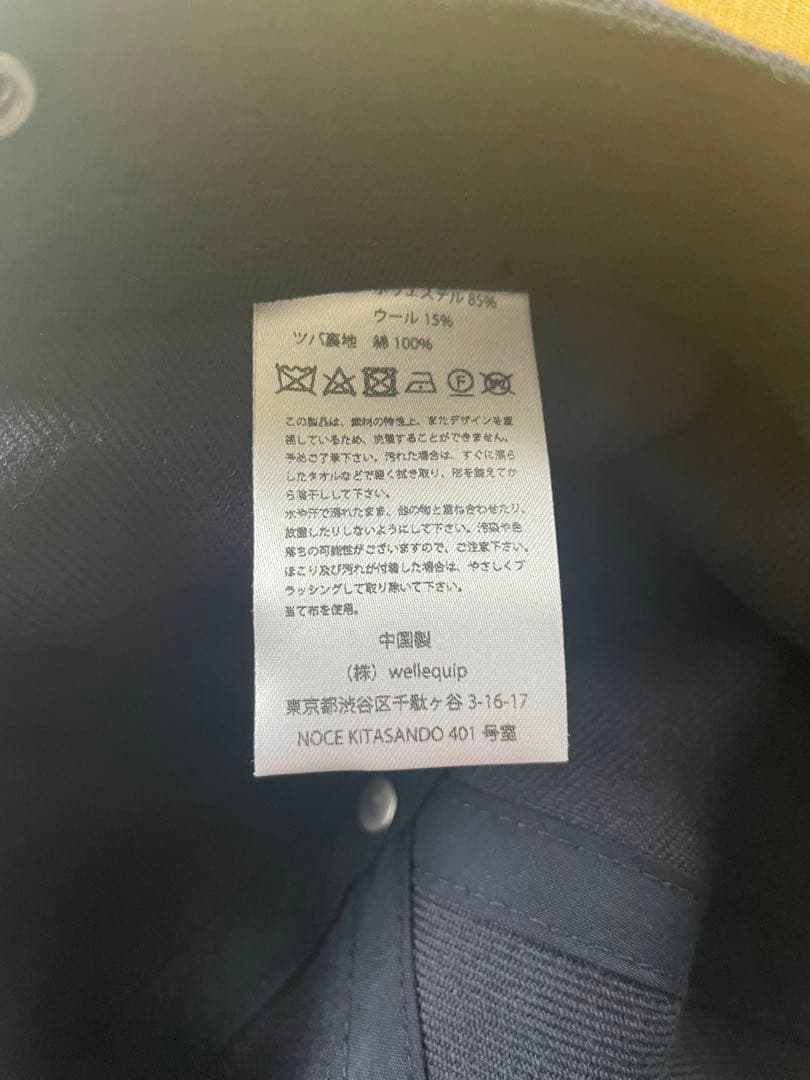 ポリエステル 85%
ウール 15%
ツバ裏地 綿 100%
F W
この製品は、素材の特性上、またデザインを重
視しているため、洗濯することができません。
予めご了承下さい。汚れた場合は、すぐに濡ら
したタオルなどで軽く拭き取り、形を整えてか
ら陰干しして下さい。
水や汗で濡れたまま、他の物と重ね合わせたり、
放置したりしないようにして下さい。汚染や色
落ちの可能性がございますので、ご注意下さい。
ほこり及び汚れが付着した場合は、やさしくブ
ラッシングして取り除いて下さい。
当て布を使用。
中国製
（株）wellequip
東京都渋谷区千駄ヶ谷 3-16-17
NOCE KITASANDO 401 号室